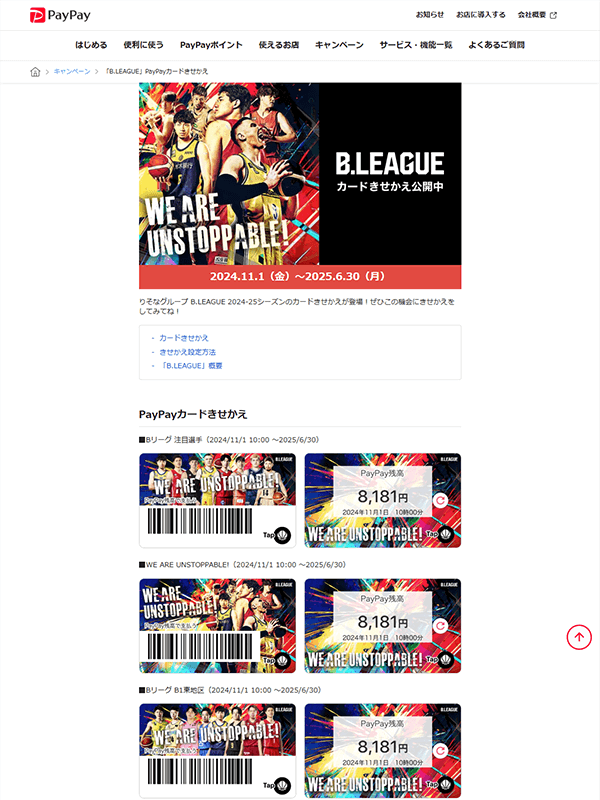 PayPay
お知らせ お店に導入する 会社概要
はじめる 便利に使う PayPayポイント 使えるお店 キャンペーン サービス・機能一覧 よくあるご質問
キャンペーン 「B.LEAGUE」PayPayカードきせかえ
WE ARE
UNSTOPPABLE!
B.LEAGUE
カードきせかえ公開中
2024.11.1（金）～2025.6.30（月）
りそなグループ B.LEAGUE 2024-25シーズンのカードきせかえが登場！ぜひこの機会にきせかえを
してみてね！
・ カードきせかえ
・ きせかえ設定方法
・ 「B.LEAGUE」概要
PayPayカードきせかえ
■Bリーグ 注目選手（2024/11/1 10:00 ～2025/6/30）
B.LEAGUE
WE ARE UNSTOPPABLE!
PayPay残高で支払う
Tap
B.LEAGUE
PayPay残高
8,181円
2024年11月1日 10時00分
WE ARE UNSTOPPABLE!
Tap
■WE ARE UNSTOPPABLE!（2024/11/1 10:00 ～2025/6/30）
B.LEAGUE
WE ARE
UNSTOPPABLE!
PayPay残高で支払う
Tap
B.LEAGUE
PayPay残高
8,181円
2024年11月1日 10時00分
WE ARE UNSTOPPABLE!
Tap
■Bリーグ B1東地区（2024/11/1 10:00 ～2025/6/30）
B.LEAGUE
WE ARE UNSTOPPABLE!
PayPay残高で支払う
Tap
B.LEAGUE
PayPay残高
8,181円
2024年11月1日 10時00分
WE ARE UNSTOPPABLE!
Tap